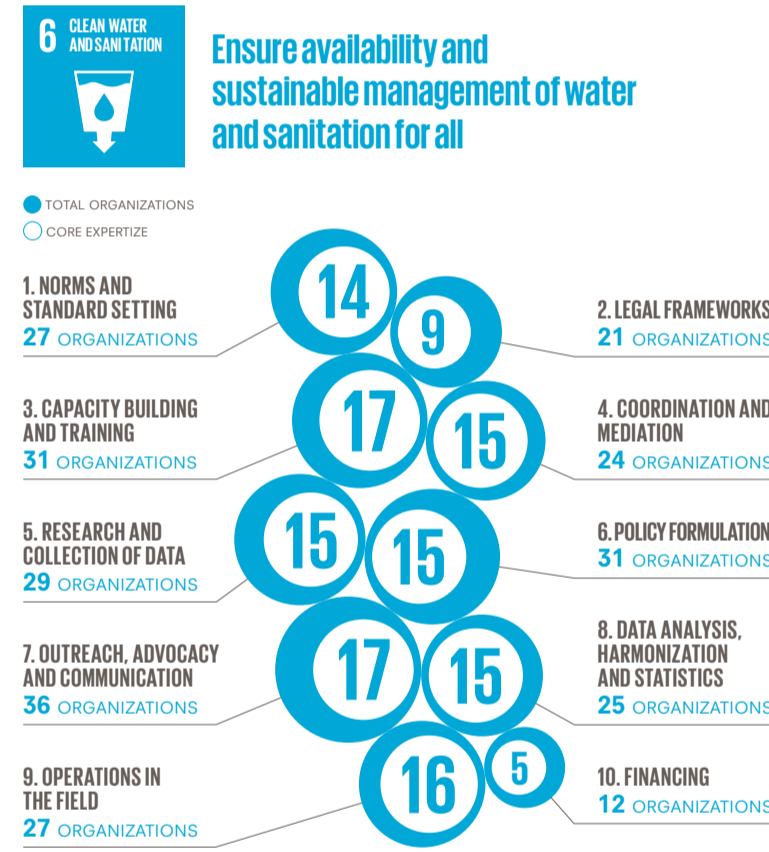 6 CLEAN WATER
AND SANITATION
Ensure availability and
sustainable management of water
and sanitation for all
TOTAL ORGANIZATIONS
CORE EXPERTIZE
1. NORMS AND
STANDARD SETTING
27 ORGANIZATIONS
14
9
2. LEGAL FRAMEWORKS
21 ORGANIZATIONS
3. CAPACITY BUILDING
AND TRAINING
31 ORGANIZATIONS
17
15
4. COORDINATION AND
MEDIATION
24 ORGANIZATIONS
5. RESEARCH AND
COLLECTION OF DATA
29 ORGANIZATIONS
15
15
6. POLICY FORMULATION
31 ORGANIZATIONS
7. OUTREACH, ADVOCACY
AND COMMUNICATION
36 ORGANIZATIONS
17
15
8. DATA ANALYSIS,
HARMONIZATION
AND STATISTICS
25 ORGANIZATIONS
9. OPERATIONS IN
THE FIELD
27 ORGANIZATIONS
16
5
10. FINANCING
12 ORGANIZATIONS